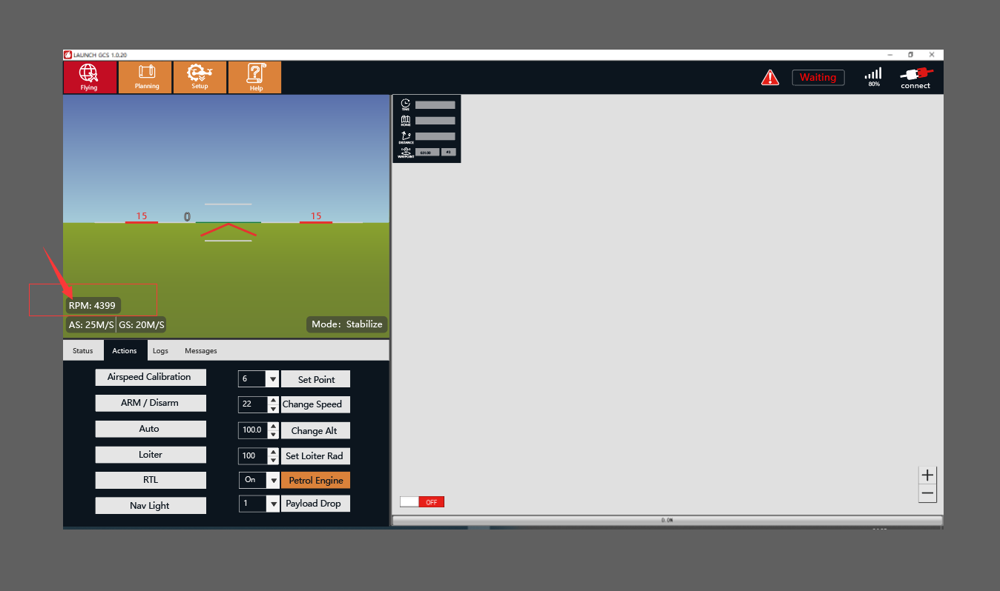 LAUNCH GCS 1.0.20
Flying
Planning
Setup
Help
Waiting
80%
connect
TIME
HOME
DISTANCE
WAYPOINT
631.00
#3
15
0
15
RPM: 4399
AS: 25M/S
GS: 20M/S
Mode: Stabilize
Status
Actions
Logs
Messages
Airspeed Calibration
6
Set Point
ARM / Disarm
22
Change Speed
Auto
100.0
Change Alt
Loiter
100
Set Loiter Rad
RTL
On
Petrol Engine
Nav Light
1
Payload Drop
OFF
0.0%